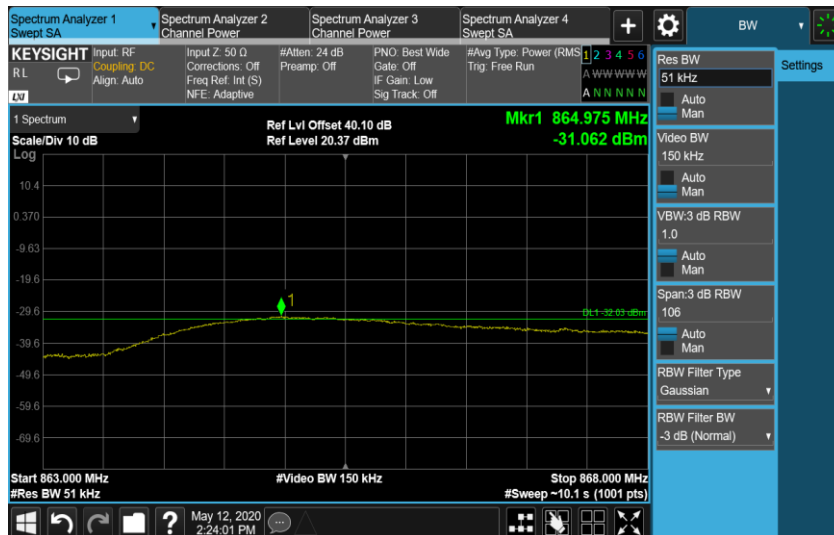 Spectrum Analyzer 1
Swept SA
Spectrum Analyzer 2
Channel Power
Spectrum Analyzer 3
Channel Power
Spectrum Analyzer 4
Swept SA
+
BW
KEYSIGHT
RL
LXI
Input: RF
Coupling: DC
Align: Auto
Input Z: 50 Ω
Corrections: Off
Freq Ref: Int (S)
NFE: Adaptive
#Atten: 24 dB
Preamp: Off
PNO: Best Wide
Gate: Off
IF Gain: Low
Sig Track: Off
#Avg Type: Power (RMS
Trig: Free Run
1 2 3 4 5 6
A W W W W W
A N N N N N
1 Spectrum
Scale/Div 10 dB
Ref Lvl Offset 40.10 dB
Ref Level 20.37 dBm
Mkr1 864.975 MHz
-31.062 dBm
Log
10.4
0.370
-9.63
-19.6
-29.6
-39.6
-49.6
-59.6
-69.6
1
DL1 -32.03 dBm
Start 863.000 MHz
#Res BW 51 kHz
#Video BW 150 kHz
Stop 868.000 MHz
#Sweep ~10.1 s (1001 pts)
?
May 12, 2020
2:24:01 PM
Res BW
51 kHz
Auto
Man
Video BW
150 kHz
Auto
Man
VBW:3 dB RBW
1.0
Auto
Man
Span:3 dB RBW
106
Auto
Man
RBW Filter Type
Gaussian
RBW Filter BW
-3 dB (Normal)
Settings